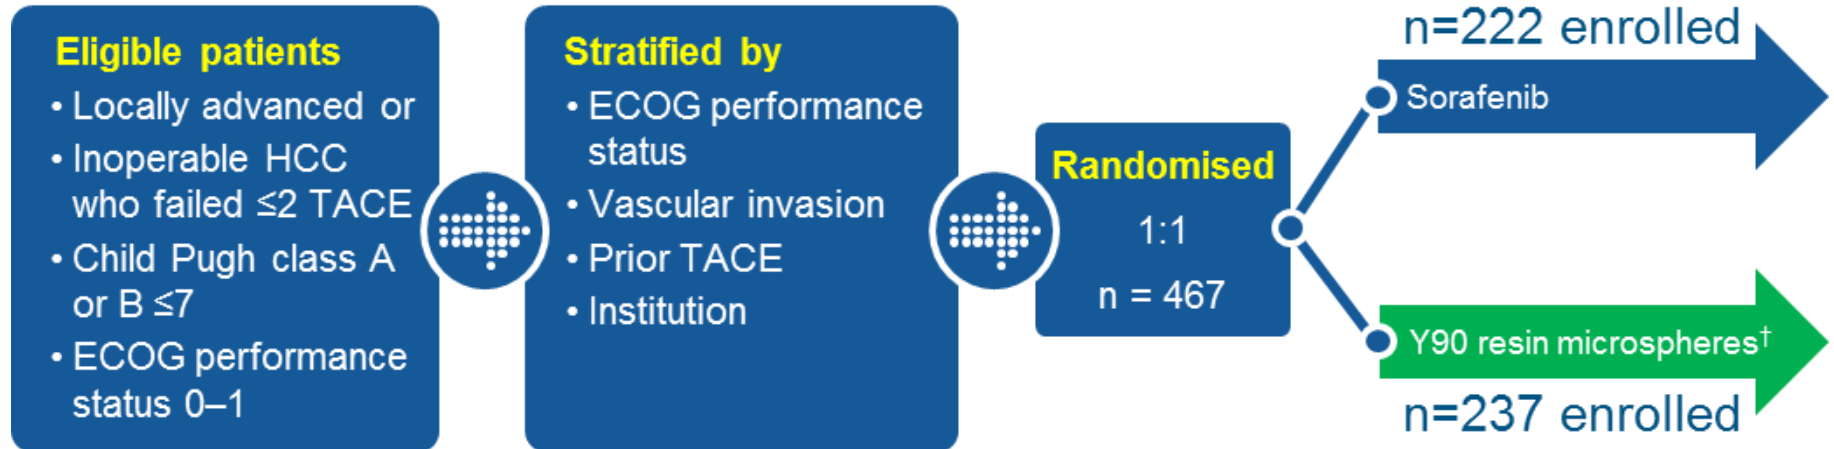 Eligible patients
• Locally advanced or
• Inoperable HCC
who failed ≤2 TACE
• Child Pugh class A
or B ≤7
• ECOG performance
status 0–1
Stratified by
• ECOG performance
status
• Vascular invasion
• Prior TACE
• Institution
Randomised
1:1
n = 467
n=222 enrolled
Sorafenib
Y90 resin microspheres†
n=237 enrolled